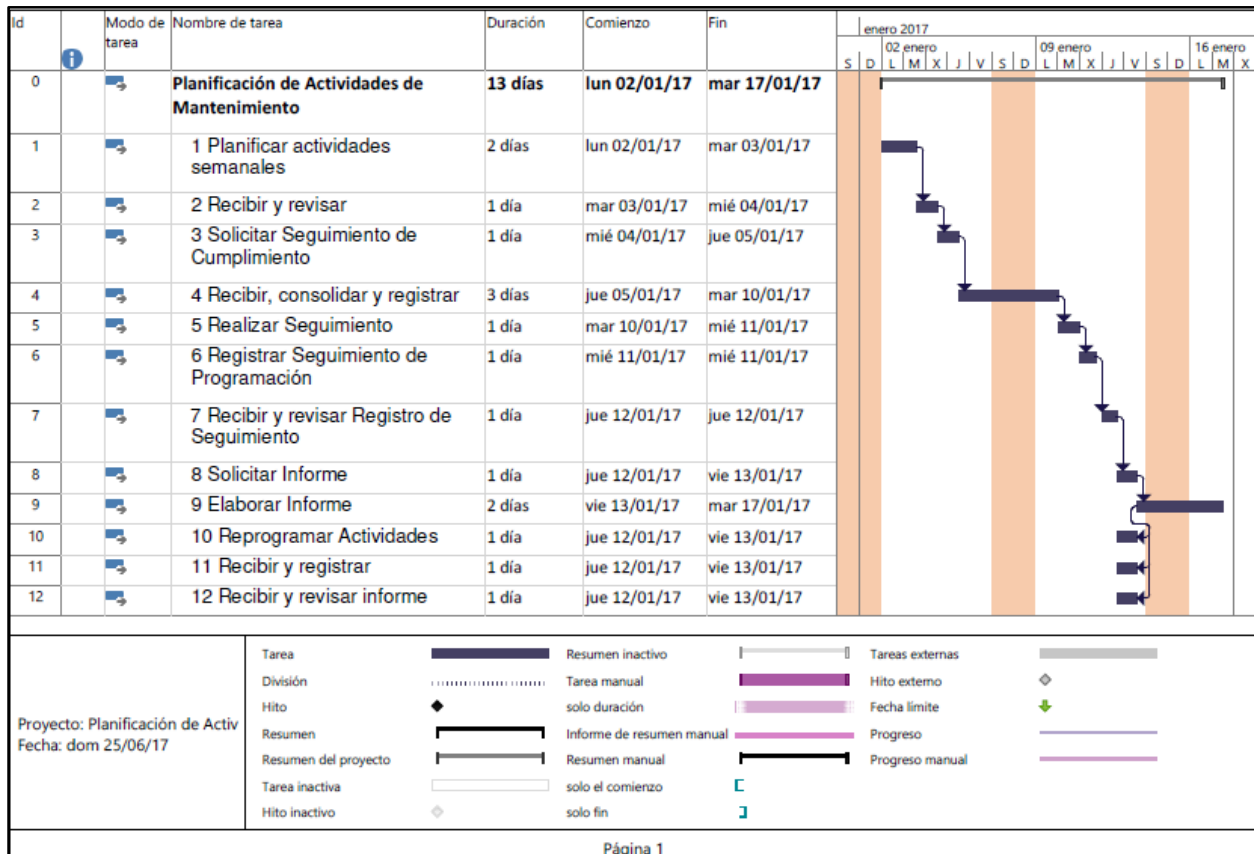 Id Modo de tarea Nombre de tarea Duración Comienzo Fin
enero 2017
02 enero 09 enero 16 enero
S D L M X J V S D L M X J V S D L M X
0 Planificación de Actividades de Mantenimiento 13 días lun 02/01/17 mar 17/01/17
1 1 Planificar actividades semanales 2 días lun 02/01/17 mar 03/01/17
2 2 Recibir y revisar 1 día mar 03/01/17 mié 04/01/17
3 3 Solicitar Seguimiento de Cumplimiento 1 día mié 04/01/17 jue 05/01/17
4 4 Recibir, consolidar y registrar 3 días jue 05/01/17 mar 10/01/17
5 5 Realizar Seguimiento 1 día mar 10/01/17 mié 11/01/17
6 6 Registrar Seguimiento de Programación 1 día mié 11/01/17 mié 11/01/17
7 7 Recibir y revisar Registro de Seguimiento 1 día jue 12/01/17 jue 12/01/17
8 8 Solicitar Informe 1 día jue 12/01/17 vie 13/01/17
9 9 Elaborar Informe 2 días vie 13/01/17 mar 17/01/17
10 10 Reprogramar Actividades 1 día jue 12/01/17 vie 13/01/17
11 11 Recibir y registrar 1 día jue 12/01/17 vie 13/01/17
12 12 Recibir y revisar informe 1 día jue 12/01/17 vie 13/01/17
Proyecto: Planificación de Activ
Fecha: dom 25/06/17
Tarea Resumen inactivo Tareas externas
División Tarea manual Hito externo
Hito solo duración Fecha límite
Resumen Informe de resumen manual Progreso
Resumen del proyecto Resumen manual Progreso manual
Tarea inactiva solo el comienzo
Hito inactivo solo fin
Página 1